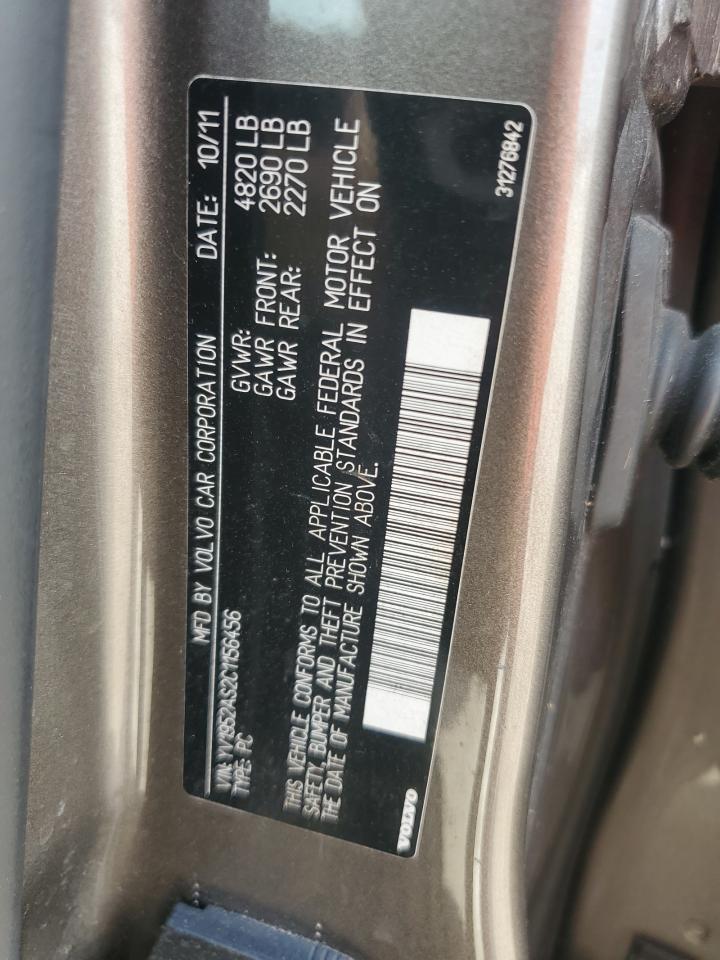 MFD BY VOLVO CAR CORPORATION DATE: 10/11
VIN: YV1952AS2C1156456 GVWR: 4820 LB
TYPE: PC GAWR FRONT: 2690 LB
GAWR REAR: 2270 LB
THIS VEHICLE CONFORMS TO ALL APPLICABLE FEDERAL MOTOR VEHICLE
SAFETY, BUMPER AND THEFT PREVENTION STANDARDS IN EFFECT ON
THE DATE OF MANUFACTURE SHOWN ABOVE.
VOLVO 31276842